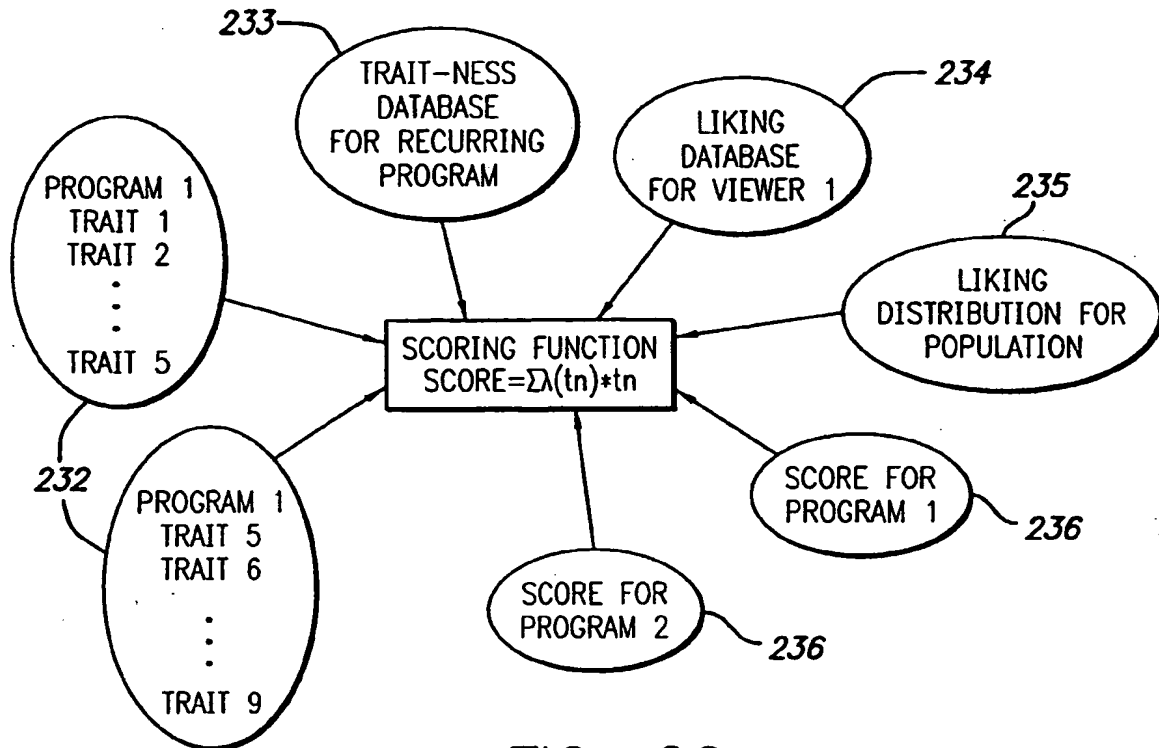 233
TRAIT-NESS
DATABASE
FOR RECURRING
PROGRAM
234
LIKING
DATABASE
FOR VIEWER 1
235
LIKING
DISTRIBUTION FOR
POPULATION
PROGRAM 1
TRAIT 1
TRAIT 2
TRAIT 5
SCORING FUNCTION
SCORE=Σλ(tn)*tn
232
PROGRAM 1
TRAIT 5
TRAIT 6
TRAIT 9
SCORE FOR
PROGRAM 1
236
SCORE FOR
PROGRAM 2
236